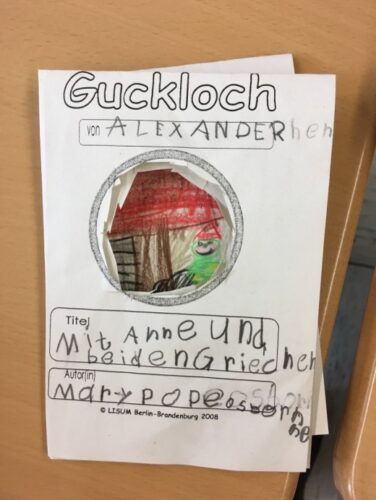 Guckloch
von ALEXANDER
Titel
Mit Anne und
beiden Griechen
Autor(in)
Mary Pope osborne
© LISUM Berlin-Brandenburg 2008